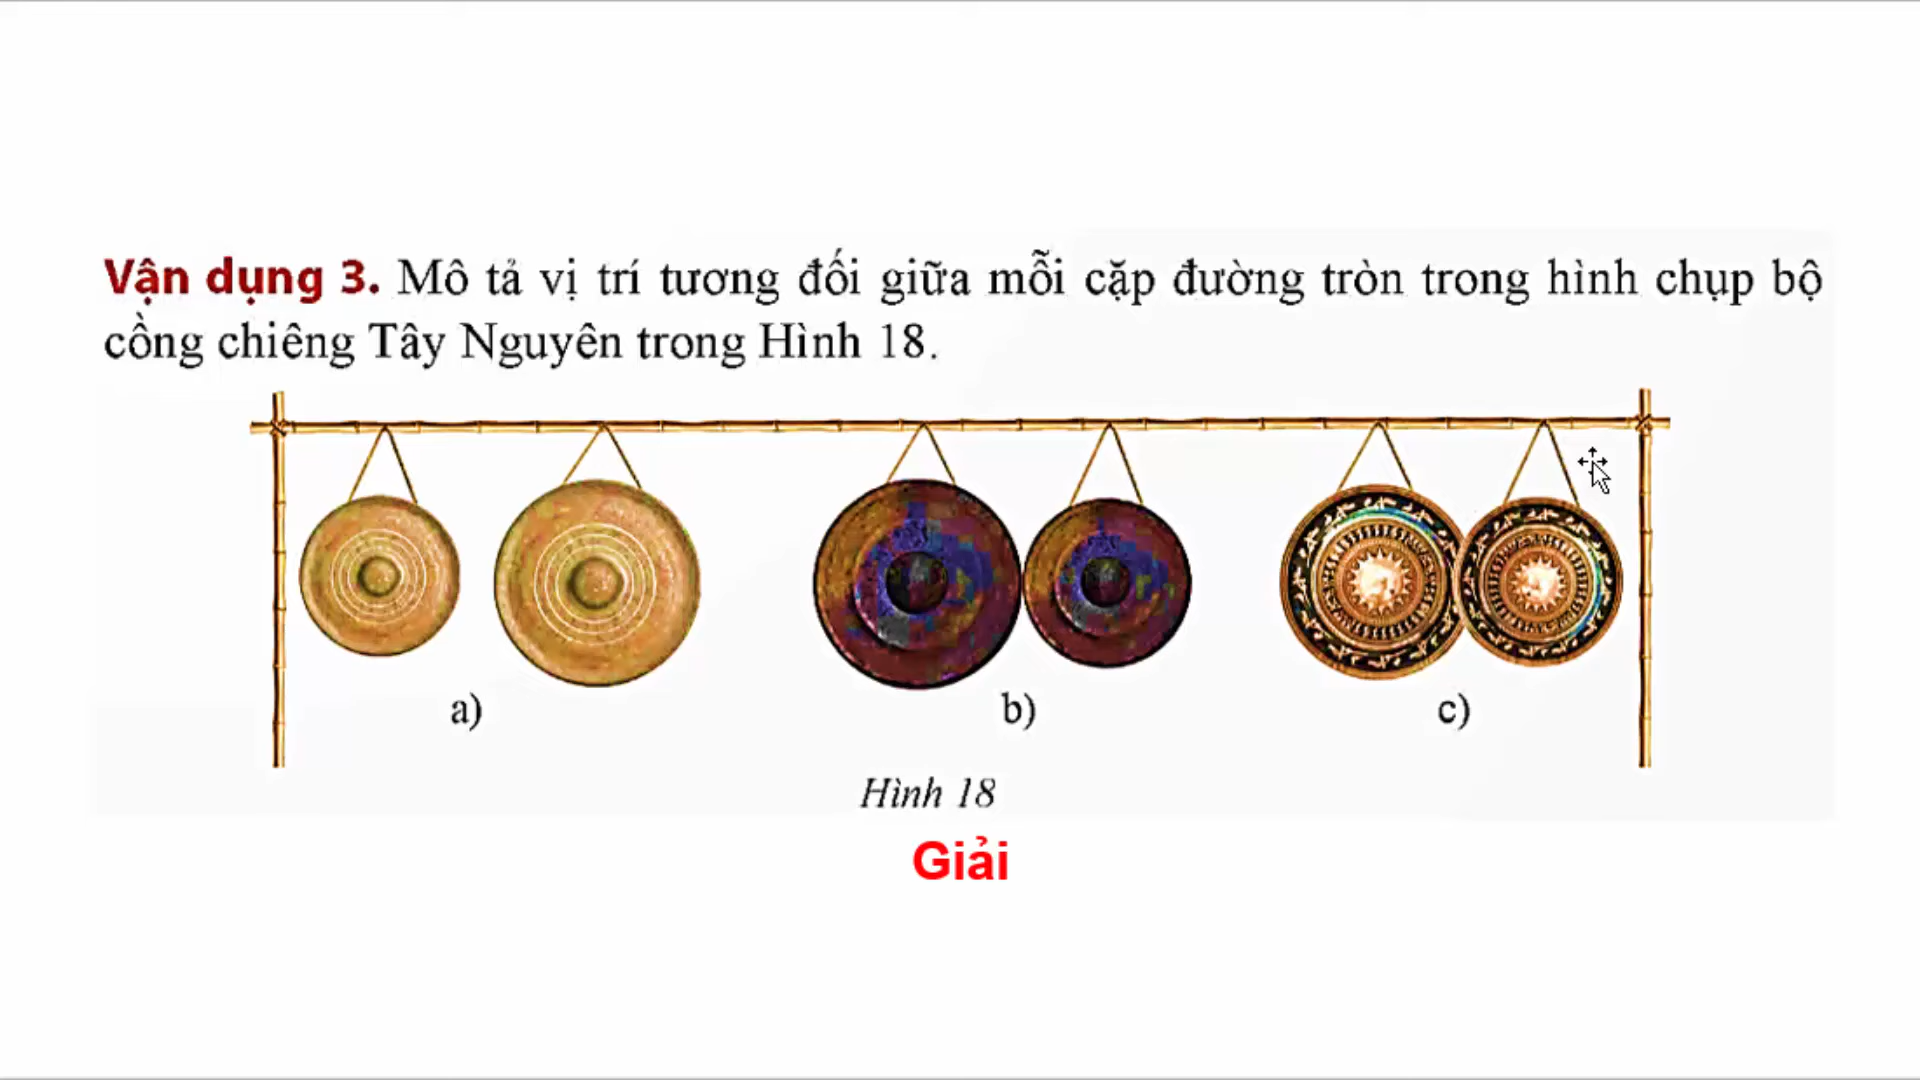 Vận dụng 3. Mô tả vị trí tương đối giữa mỗi cặp đường tròn trong hình chụp bộ
cồng chiêng Tây Nguyên trong Hình 18.
a)
b)
c)
Hình 18
Giải